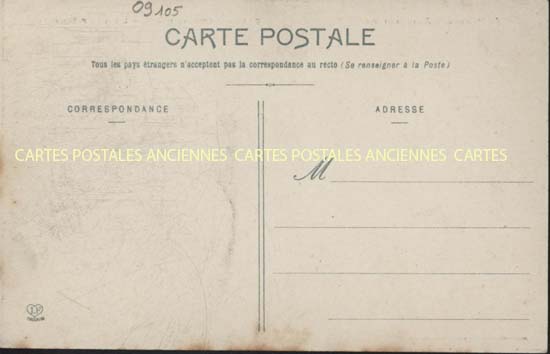 09105
CARTE POSTALE
Tous les pays étrangers n'acceptent pas la correspondance au recto (Se renseigner à la Poste)
CORRESPONDANCE
ADRESSE
CARTES POSTALES ANCIENNES CARTES POSTALES ANCIENNES CARTES
M